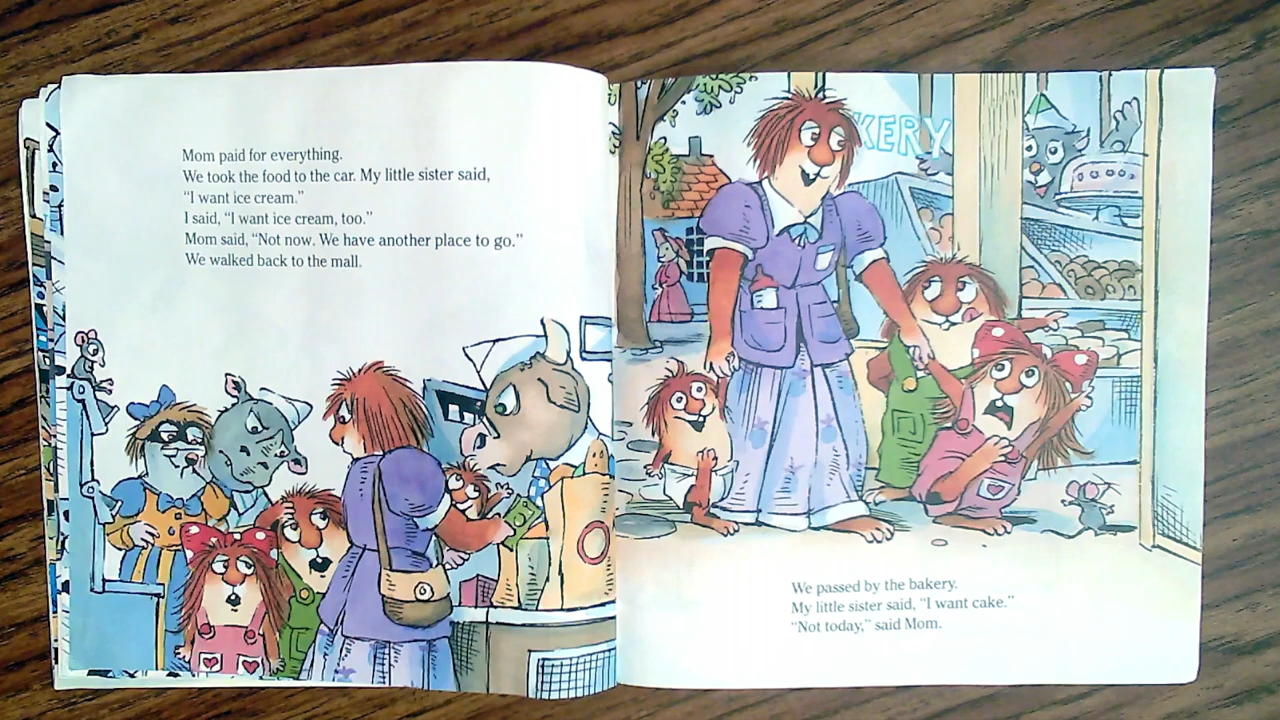 Mom paid for everything.
We took the food to the car. My little sister said,
“I want ice cream.”
I said, “I want ice cream, too.”
Mom said, “Not now. We have another place to go.”
We walked back to the mall.
KERY
We passed by the bakery.
My little sister said, “I want cake.”
“Not today,” said Mom.